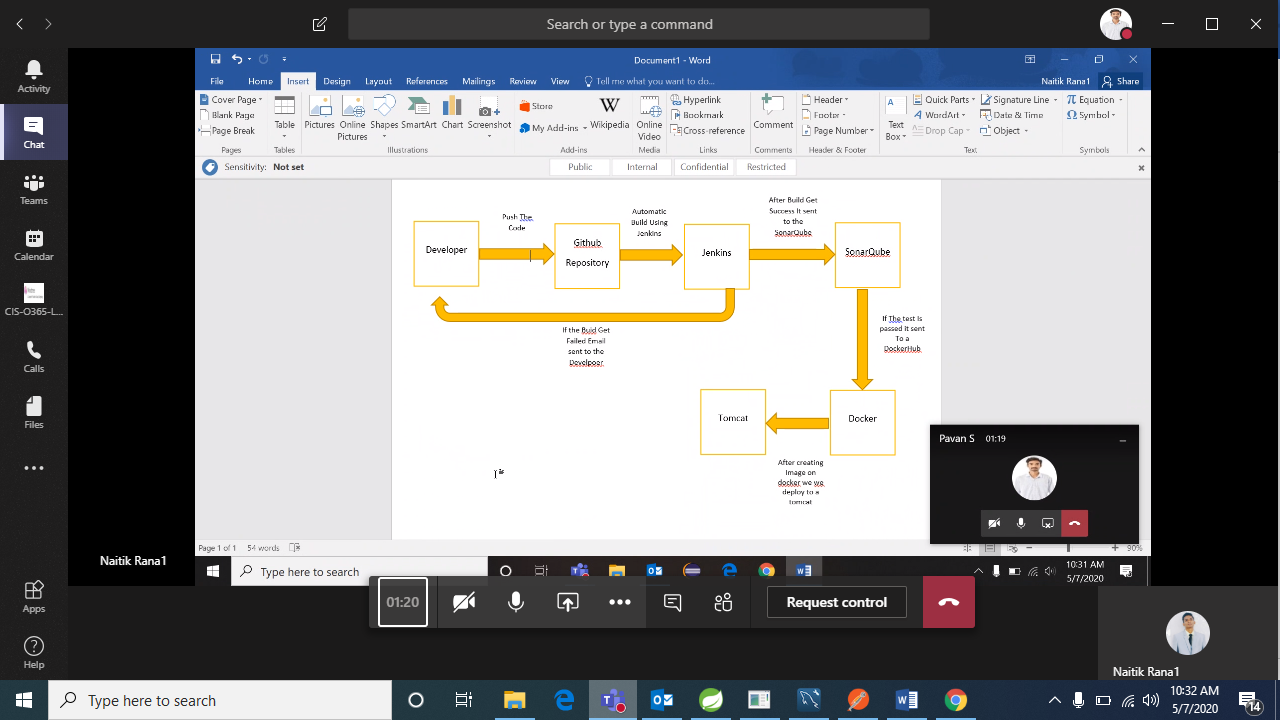 Search or type a command
Activity
Chat
Teams
Calendar
CIS-O365-L...
Calls
Files
Apps
Help
Document1 - Word
File Home Insert Design Layout References Mailings Review View Tell me what you want to do...
Naitik Rana1 Share
Cover Page
Blank Page
Page Break
Pages
Table
Tables
Pictures
Online Pictures
Shapes
SmartArt
Chart
Screenshot
Illustrations
Store
My Add-ins
Wikipedia
Add-ins
Online Video
Media
Hyperlink
Bookmark
Cross-reference
Links
Comment
Comments
Header
Footer
Page Number
Header & Footer
A
Text Box
Quick Parts
WordArt
Drop Cap
Signature Line
Date & Time
Object
Text
Equation
Symbol
Symbols
Sensitivity: Not set
Public Internal Confidential Restricted
Developer
Push The
Code
Github
Repository
Automatic
Build Using
Jenkins
Jenkins
After Build Get
Success It sent
to the
SonarQube
SonarQube
If the Buid Get
Failed Email
sent to the
Develpoer
If The test Is
passed it sent
To a
DockerHub
Docker
After creating
Image on
docker we we
deploy to a
tomcat
Tomcat
Page 1 of 1 54 words
90%
Pavan S 01:19
Type here to search
10:31 AM
5/7/2020
Naitik Rana1
01:20
Request control
Naitik Rana1
Type here to search
10:32 AM
5/7/2020
14